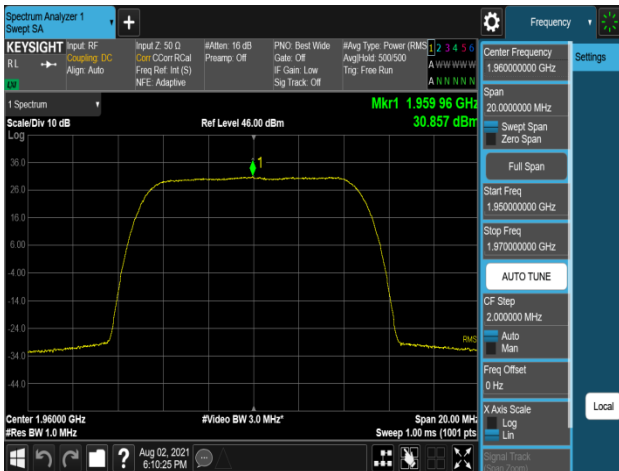 Spectrum Analyzer 1
Swept SA
Frequency
KEYSIGHT
RL
LXI
Input: RF
Coupling: DC
Align: Auto
Input Z: 50 Ω
Corr CCorr RCal
Freq Ref: Int (S)
NFE: Adaptive
#Atten: 16 dB
Preamp: Off
PNO: Best Wide
Gate: Off
IF Gain: Low
Sig Track: Off
#Avg Type: Power (RMS
Avg|Hold: 500/500
Trig: Free Run
1 2 3 4 5 6
A W W W W W
A N N N N N
1 Spectrum
Mkr1 1.959 96 GHz
30.857 dBm
Scale/Div 10 dB
Ref Level 46.00 dBm
Log
36.0
26.0
16.0
6.00
-4.00
-14.0
-24.0
-34.0
-44.0
1
RMS
Center 1.96000 GHz
#Res BW 1.0 MHz
#Video BW 3.0 MHz*
Span 20.00 MHz
Sweep 1.00 ms (1001 pts)
Aug 02, 2021
6:10:25 PM
?
Center Frequency
1.960000000 GHz
Span
20.0000000 MHz
Swept Span
Zero Span
Full Span
Start Freq
1.950000000 GHz
Stop Freq
1.970000000 GHz
AUTO TUNE
CF Step
2.000000 MHz
Auto
Man
Freq Offset
0 Hz
X Axis Scale
Log
Lin
Signal Track
(Span Zoom)
Settings
Local